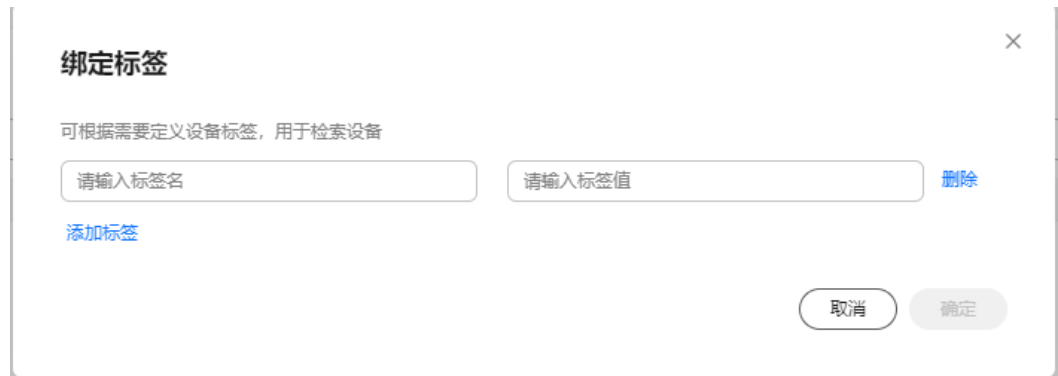 绑定标签
可根据需要定义设备标签，用于检索设备
请输入标签名 请输入标签值 删除
添加标签
取消 确定